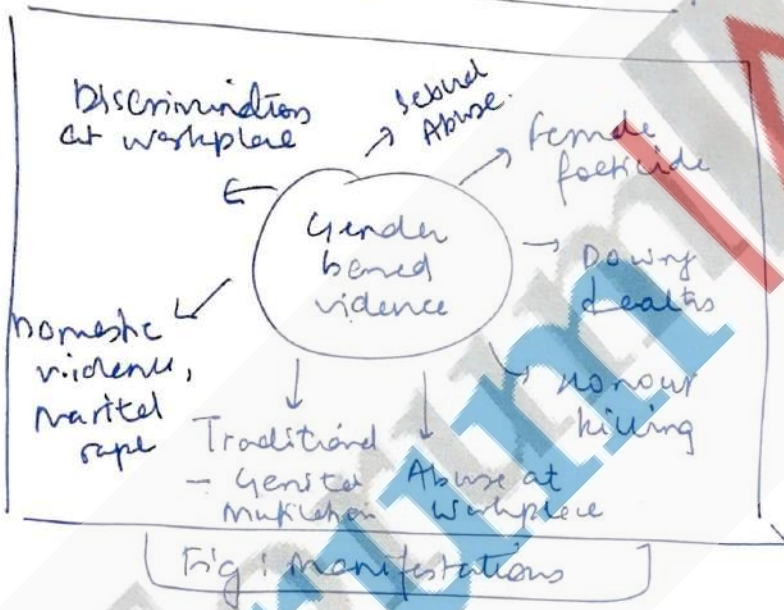 Discrimination
at workplace
Sexual
Abuse.
Female
foeticide
Gender
based
violence
Dowry
deaths
Honour
killing
Domestic
violence,
Marital
rape
Traditional
- Genital
Mutilation
Abuse at
Workplace
Fig : Manifestations